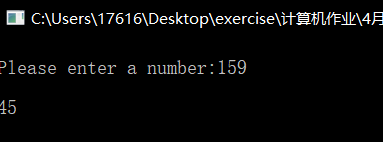 C:\Users\17616\Desktop\exercise\计算机作业\4月
Please enter a number:159
45